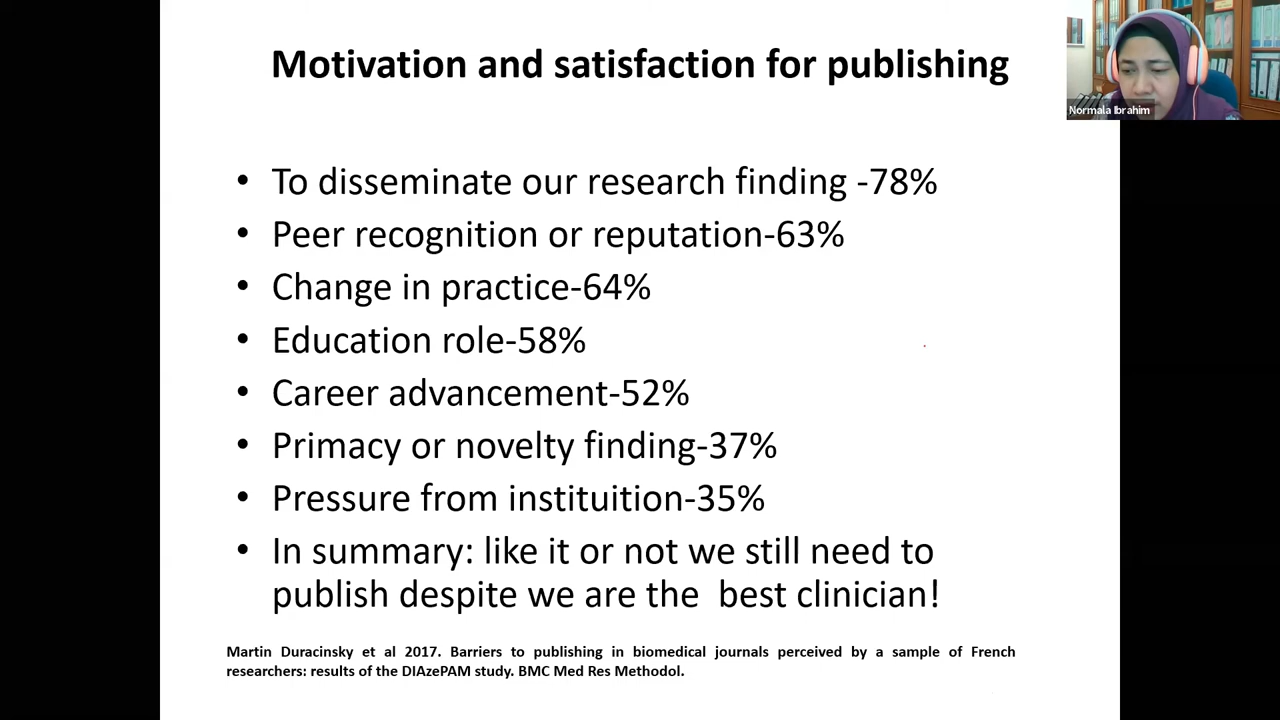 Motivation and satisfaction for publishing
Normala Ibrahim
• To disseminate our research finding -78%
• Peer recognition or reputation-63%
• Change in practice-64%
• Education role-58%
• Career advancement-52%
• Primacy or novelty finding-37%
• Pressure from instituition-35%
• In summary: like it or not we still need to
publish despite we are the  best clinician!
Martin Duracinsky et al 2017. Barriers to publishing in biomedical journals perceived by a sample of French
researchers: results of the DIAzePAM study. BMC Med Res Methodol.